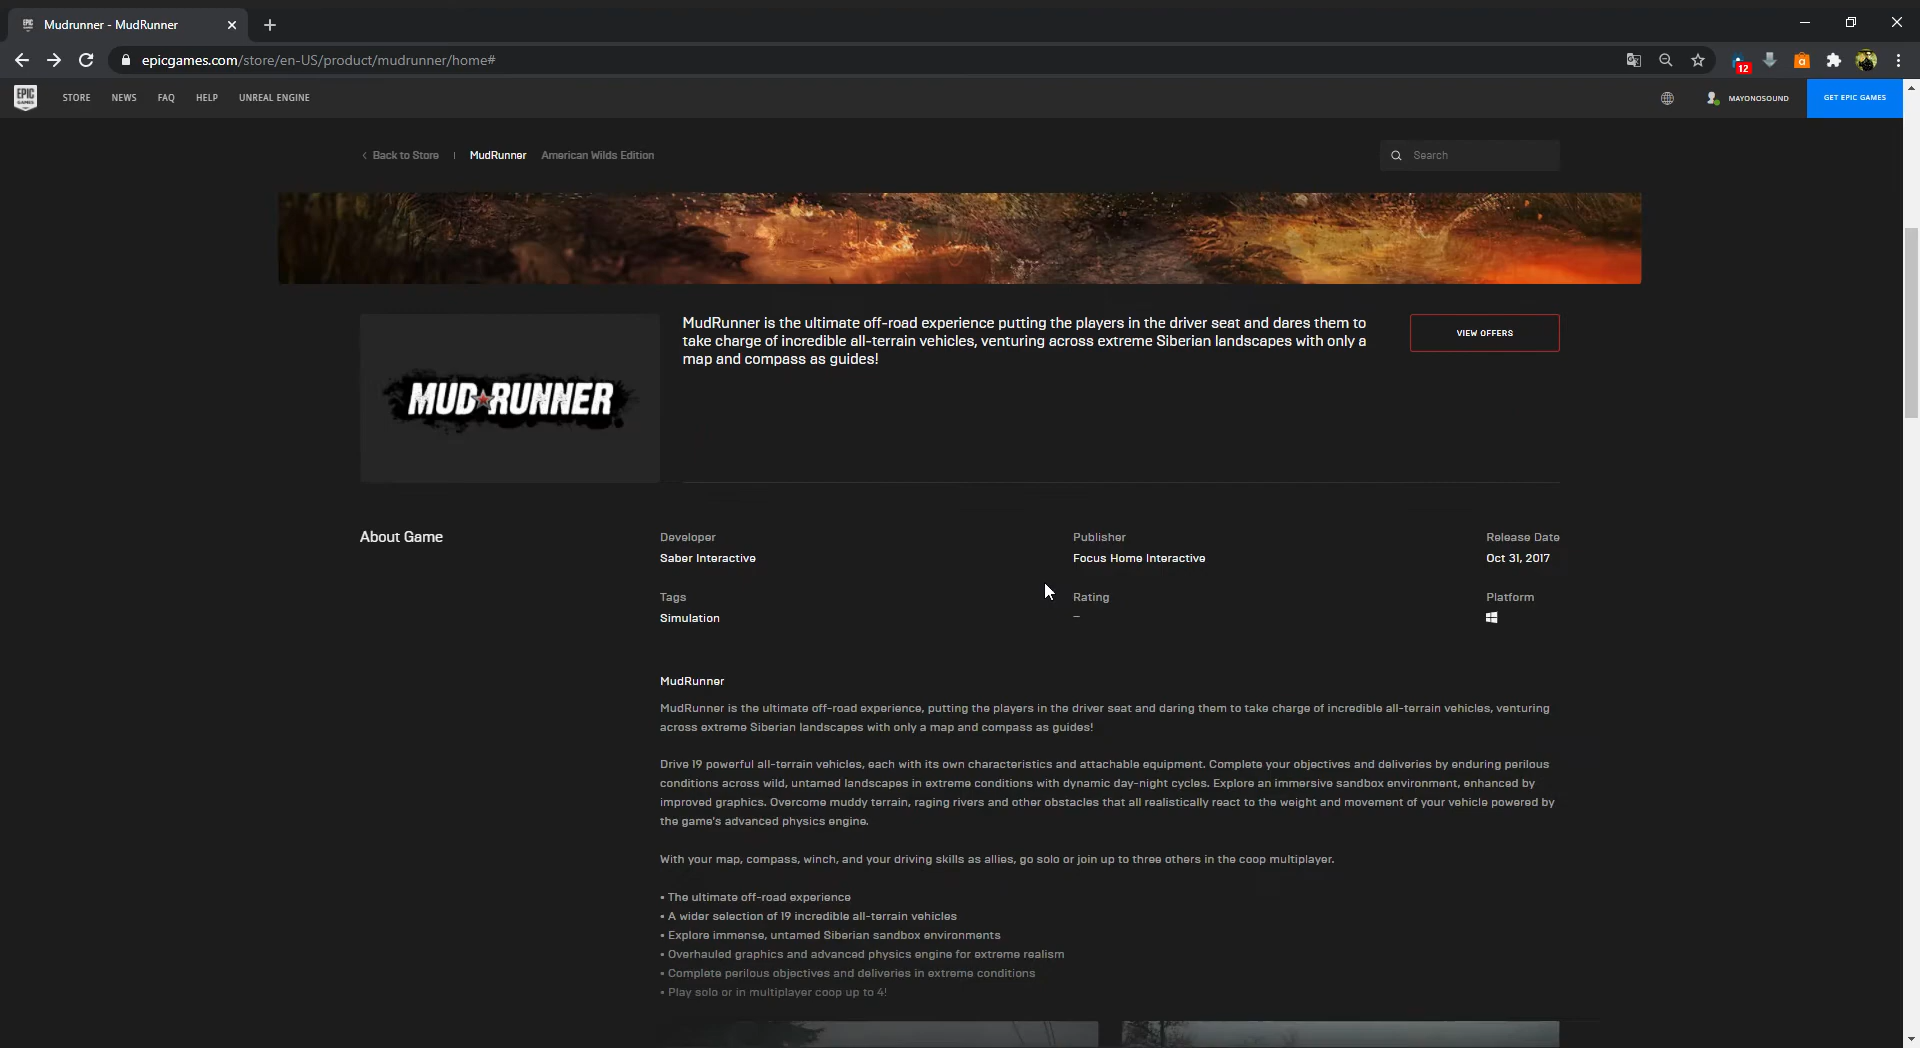 Mudrunner - MudRunner
epicgames.com/store/en-US/product/mudrunner/home#
12
a
EPIC GAMES
STORE NEWS FAQ HELP UNREAL ENGINE
MAYONOSOUND
GET EPIC GAMES
Back to Store
MudRunner
American Wilds Edition
Search
MUD RUNNER
MudRunner is the ultimate off-road experience putting the players in the driver seat and dares them to
take charge of incredible all-terrain vehicles, venturing across extreme Siberian landscapes with only a
map and compass as guides!
VIEW OFFERS
About Game
Developer
Saber Interactive
Publisher
Focus Home Interactive
Release Date
Oct 31, 2017
Tags
Simulation
Rating
–
Platform
MudRunner
MudRunner is the ultimate off-road experience, putting the players in the driver seat and daring them to take charge of incredible all-terrain vehicles, venturing
across extreme Siberian landscapes with only a map and compass as guides!
Drive 19 powerful all-terrain vehicles, each with its own characteristics and attachable equipment. Complete your objectives and deliveries by enduring perilous
conditions across wild, untamed landscapes in extreme conditions with dynamic day-night cycles. Explore an immersive sandbox environment, enhanced by
improved graphics. Overcome muddy terrain, raging rivers and other obstacles that all realistically react to the weight and movement of your vehicle powered by
the game's advanced physics engine.
With your map, compass, winch, and your driving skills as allies, go solo or join up to three others in the coop multiplayer.
• The ultimate off-road experience
• A wider selection of 19 incredible all-terrain vehicles
• Explore immense, untamed Siberian sandbox environments
• Overhauled graphics and advanced physics engine for extreme realism
• Complete perilous objectives and deliveries in extreme conditions
• Play solo or in multiplayer coop up to 4!